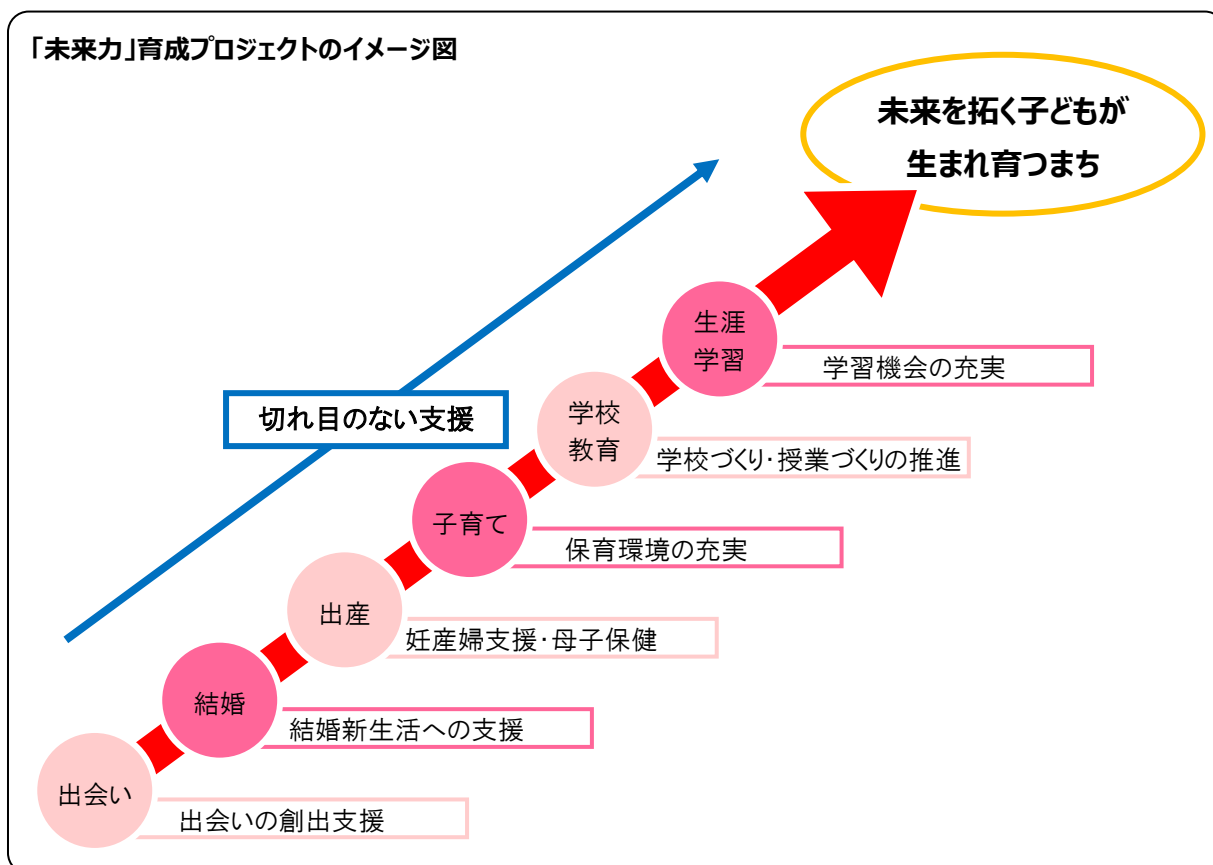 「未来力」育成プロジェクトのイメージ図
未来を拓く子どもが
生まれ育つまち
切れ目のない支援
生涯
学習
学習機会の充実
学校
教育
学校づくり・授業づくりの推進
子育て
保育環境の充実
出産
妊産婦支援・母子保健
結婚
結婚新生活への支援
出会い
出会いの創出支援